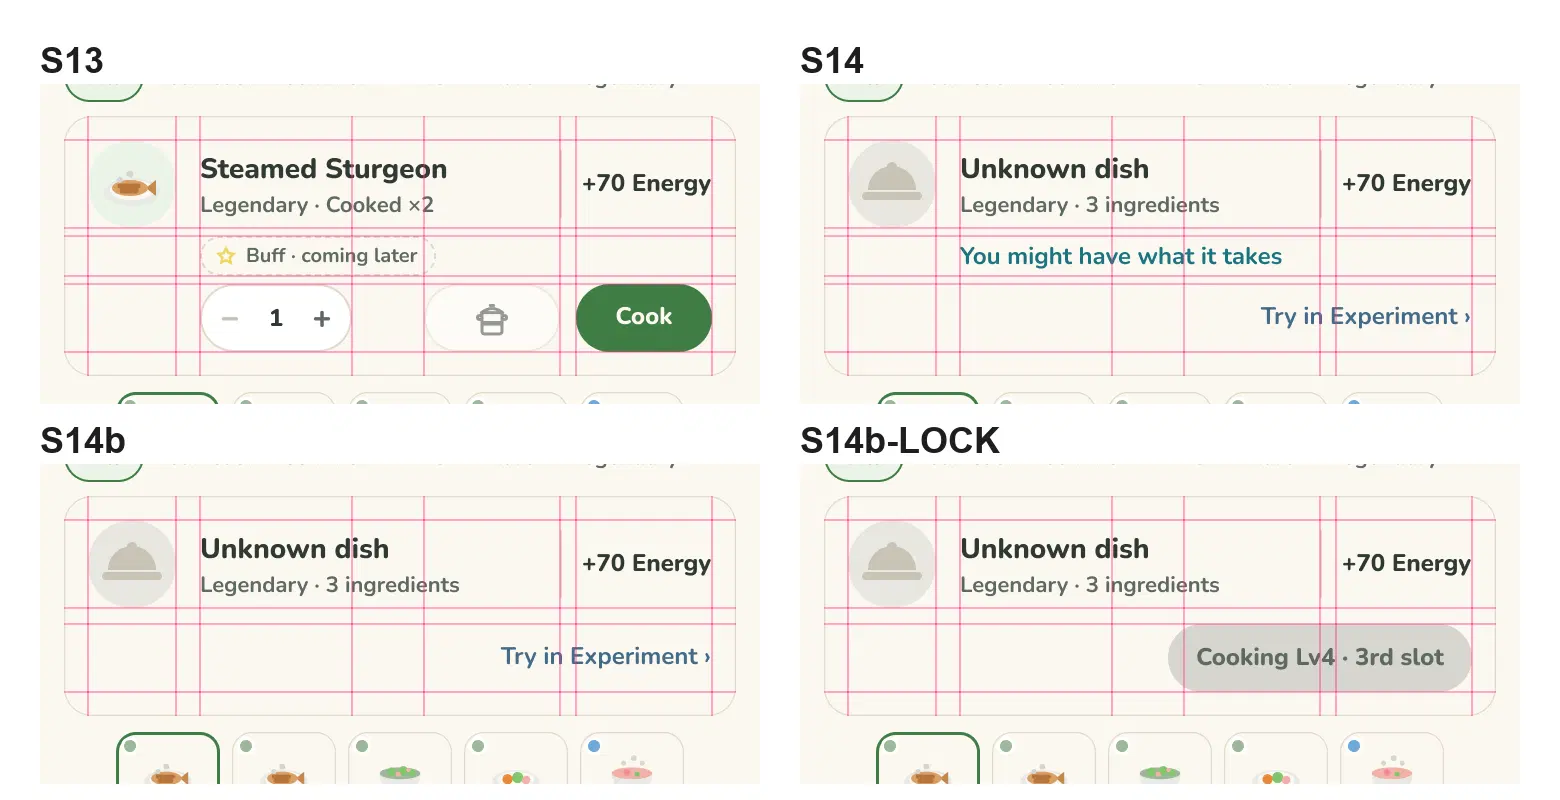 S13
Steamed Sturgeon
Legendary · Cooked ×2
+70 Energy
Buff · coming later
− 1 +
Cook
S14
Unknown dish
Legendary · 3 ingredients
+70 Energy
You might have what it takes
Try in Experiment ›
S14b
Unknown dish
Legendary · 3 ingredients
+70 Energy
Try in Experiment ›
S14b-LOCK
Unknown dish
Legendary · 3 ingredients
+70 Energy
Cooking Lv4 · 3rd slot